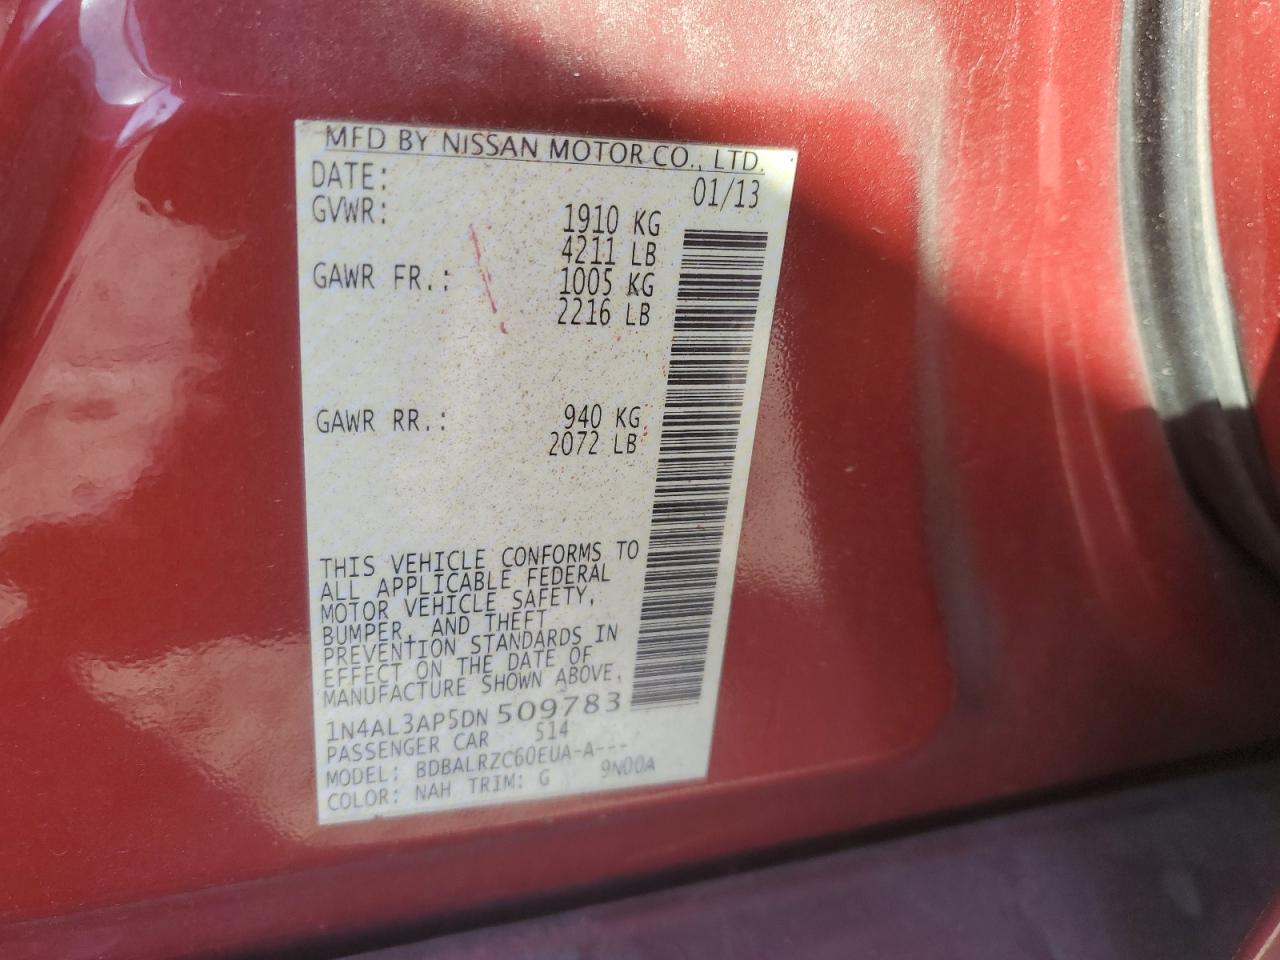 MFD BY NISSAN MOTOR CO., LTD.
DATE: 01/13
GVWR: 1910 KG
4211 LB
GAWR FR.: 1005 KG
2216 LB
GAWR RR.: 940 KG
2072 LB
THIS VEHICLE CONFORMS TO
ALL APPLICABLE FEDERAL
MOTOR VEHICLE SAFETY,
BUMPER, AND THEFT
PREVENTION STANDARDS IN
EFFECT ON THE DATE OF
MANUFACTURE SHOWN ABOVE.
1N4AL3AP5DN 509783
PASSENGER CAR 514
MODEL: BDBALRZC60EUA-A---
COLOR: NAH TRIM: G 9N00A